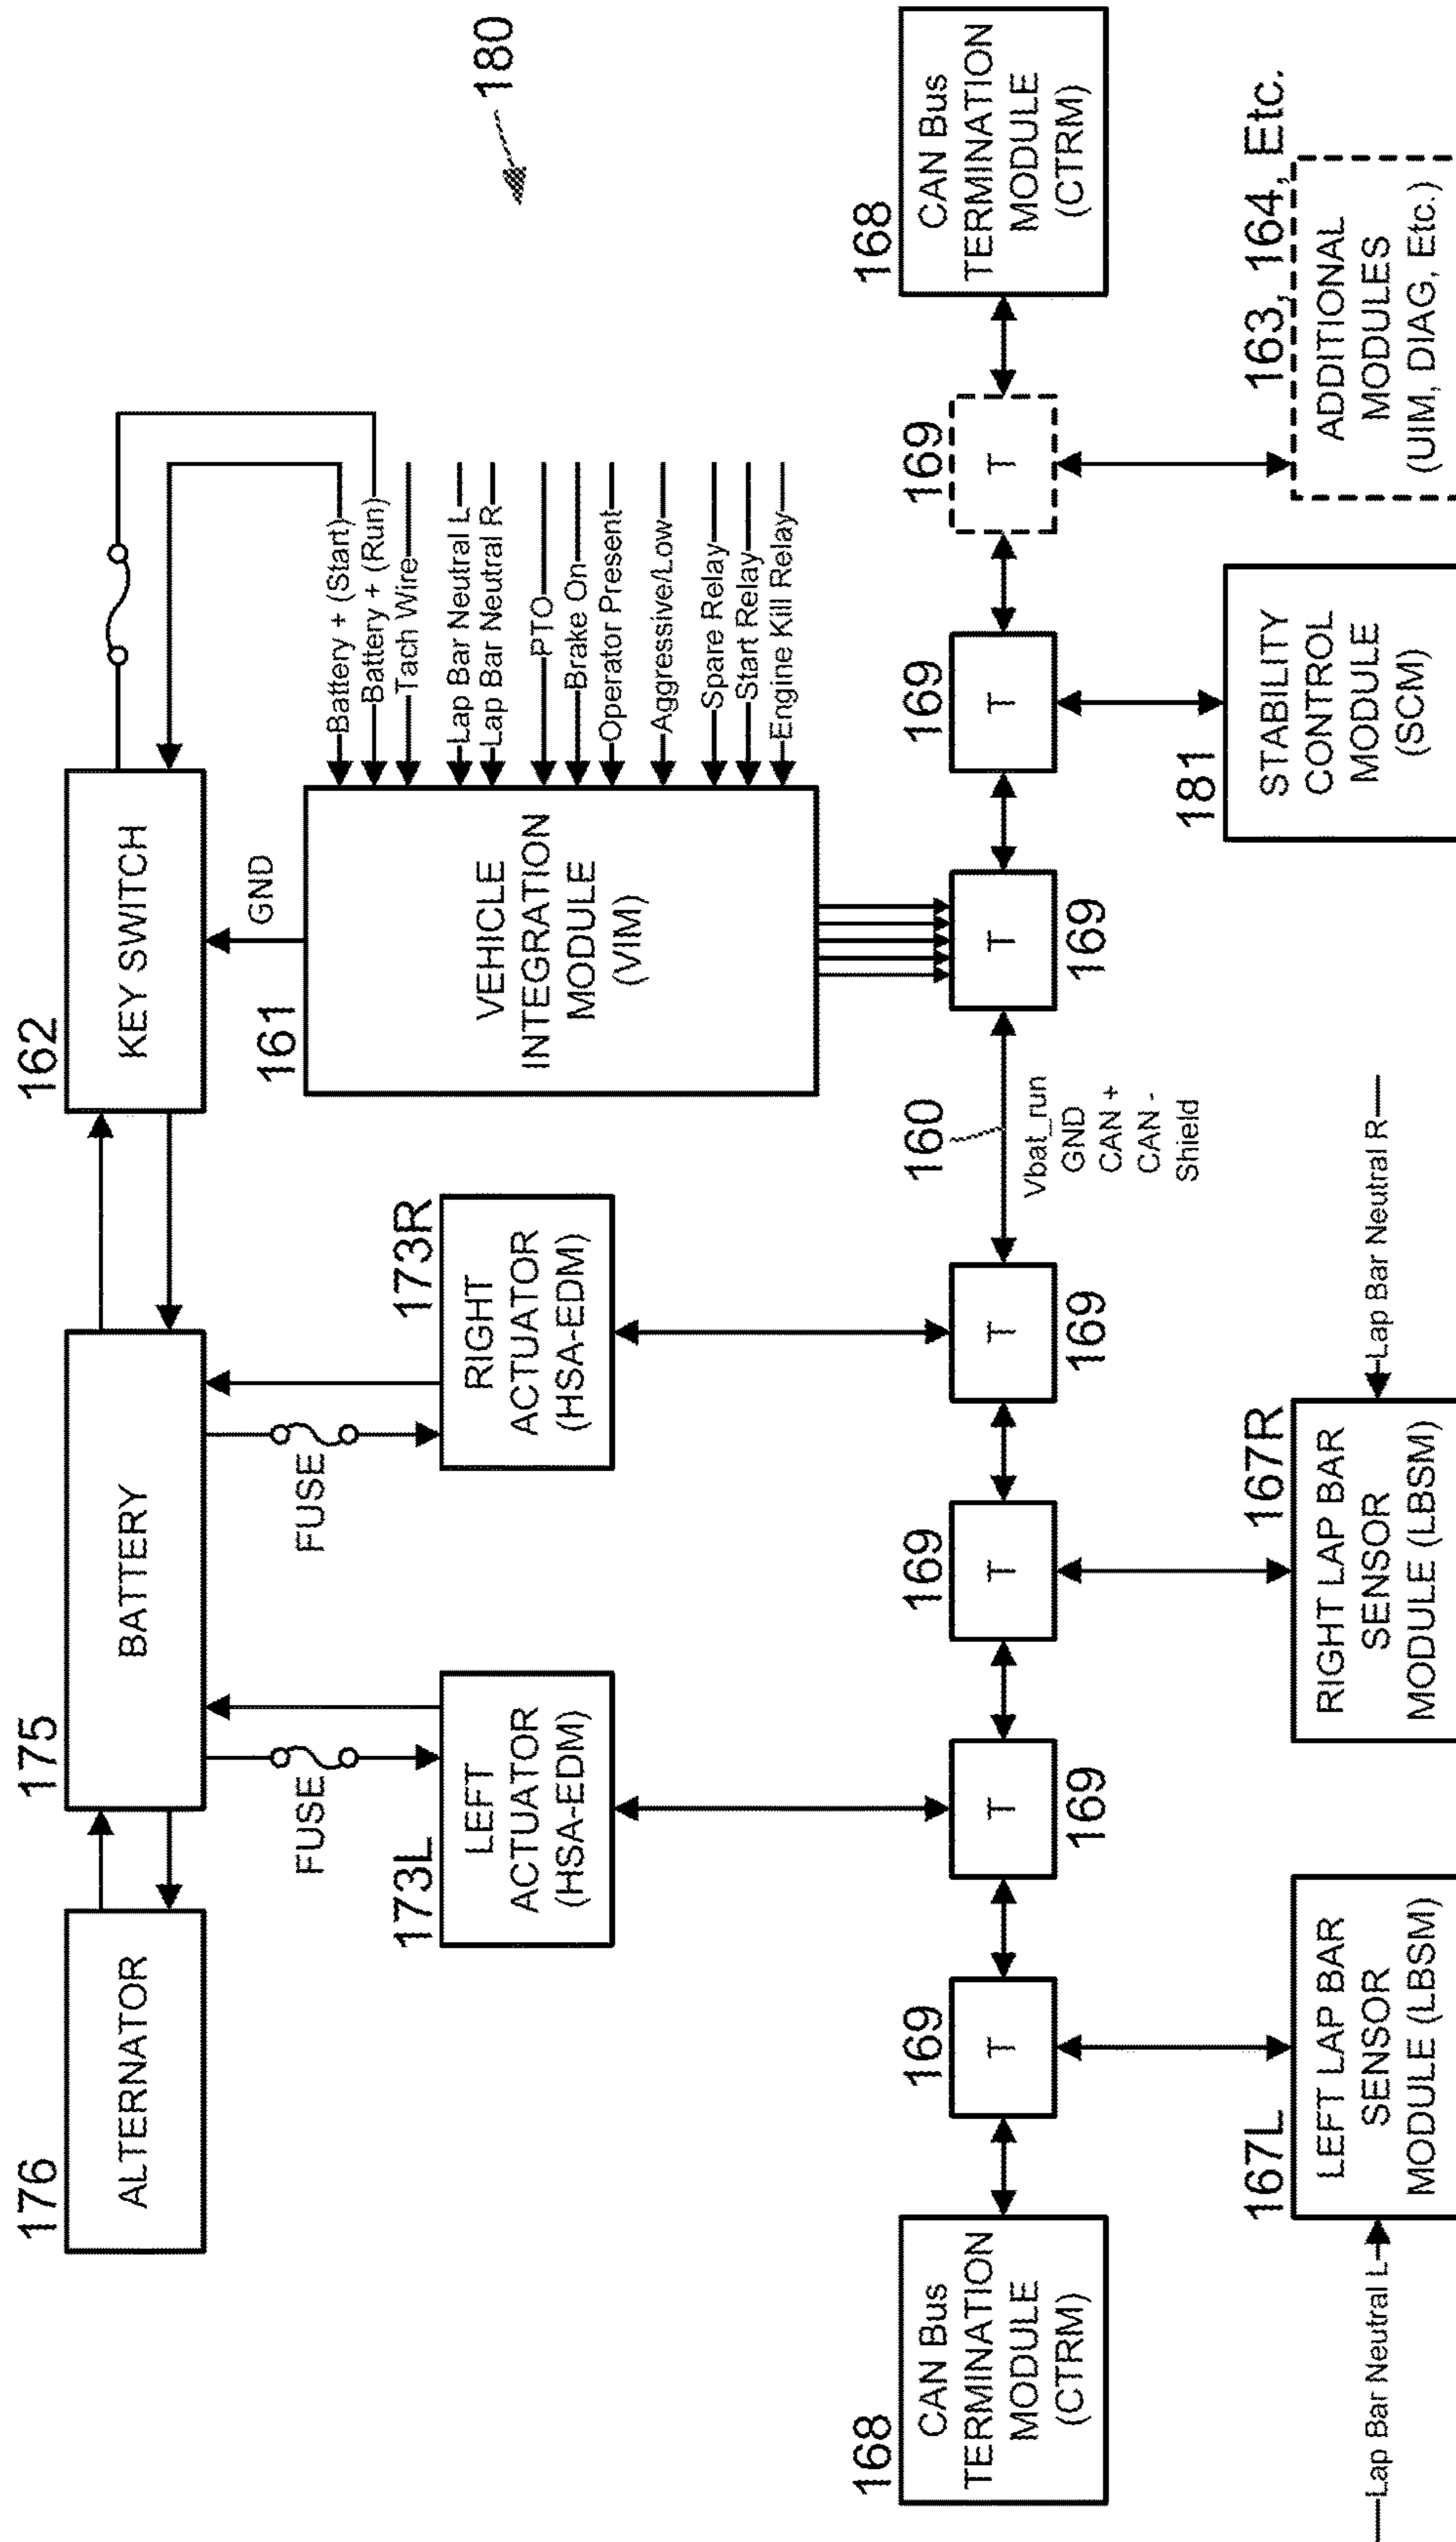 180
176
ALTERNATOR
175
BATTERY
162
KEY SWITCH
FUSE
FUSE
GND
173L
LEFT
ACTUATOR
(HSA-EDM)
173R
RIGHT
ACTUATOR
(HSA-EDM)
161
VEHICLE
INTEGRATION
MODULE
(VIM)
Battery + (Start)
Battery + (Run)
Tach Wire
Lap Bar Neutral L
Lap Bar Neutral R
PTO
Brake On
Operator Present
Aggressive/Low
Spare Relay
Start Relay
Engine Kill Relay
168
CAN Bus
TERMINATION
MODULE
(CTRM)
169
T
T
169
169
T
T
169
160
Vbat_run
GND
CAN +
CAN -
Shield
T
169
169
T
169
T
168
CAN Bus
TERMINATION
MODULE
(CTRM)
Lap Bar Neutral L
167L
LEFT LAP BAR
SENSOR
MODULE (LBSM)
167R
RIGHT LAP BAR
SENSOR
MODULE (LBSM)
Lap Bar Neutral R
181
STABILITY
CONTROL
MODULE
(SCM)
163, 164, Etc.
ADDITIONAL
MODULES
(UIM, DIAG, Etc.)